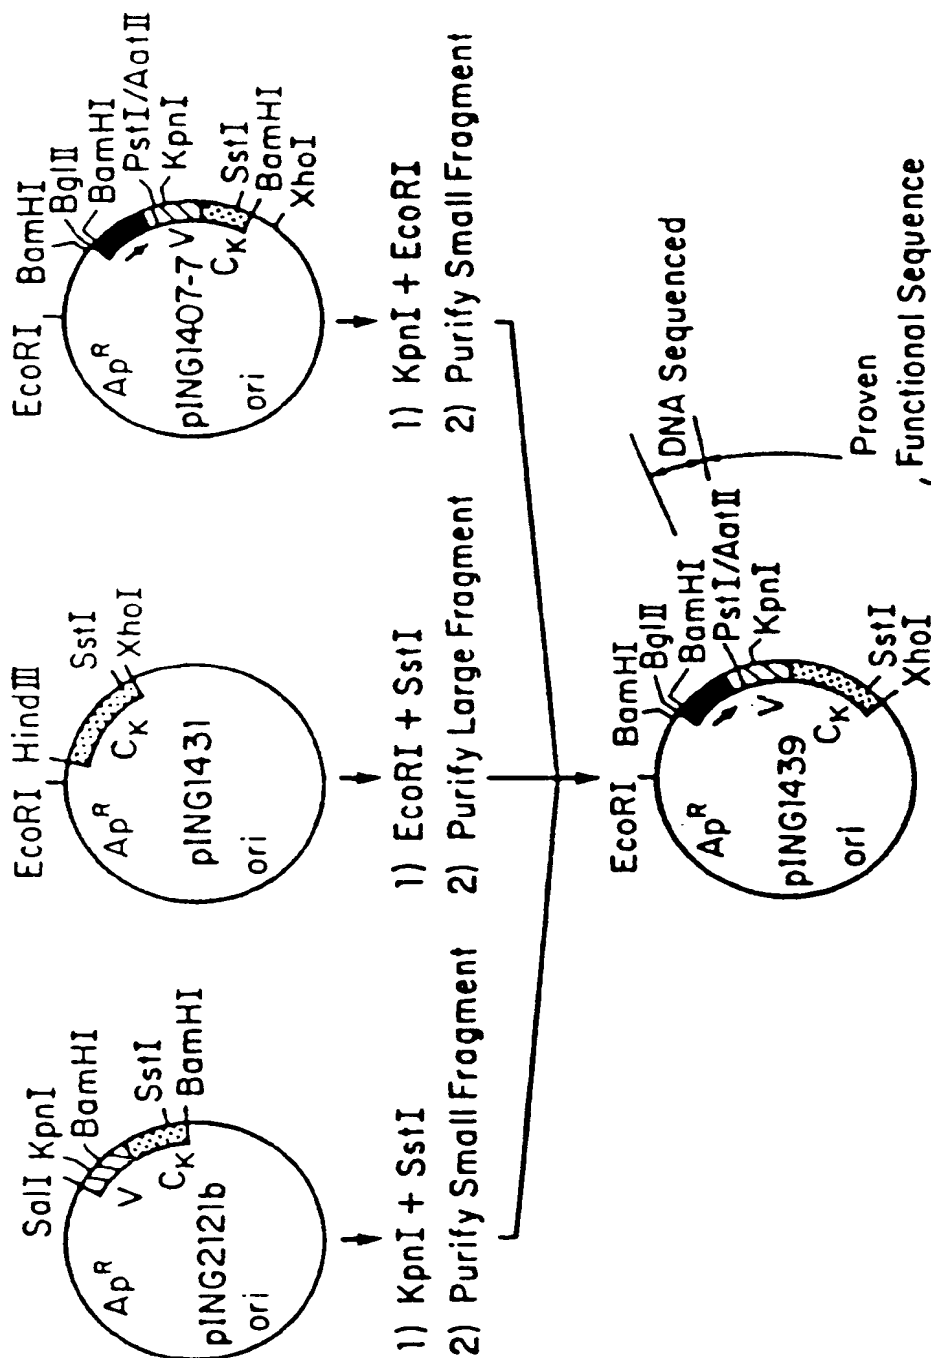 SalI
KpnI
BamHI
SstI
BamHI
ApR
V
CK
pING2121b
ori
1) KpnI + SstI
2) Purify Small Fragment
EcoRI
HindIII
SstI
XhoI
ApR
CK
pING1431
ori
1) EcoRI + SstI
2) Purify Large Fragment
EcoRI
BamHI
BglII
BamHI
PstI/AatII
KpnI
SstI
BamHI
XhoI
ApR
V
CK
pING1407-7
ori
1) KpnI + EcoRI
2) Purify Small Fragment
EcoRI
BamHI
BglII
BamHI
PstI/AatII
KpnI
SstI
XhoI
ApR
V
CK
pING1439
ori
DNA Sequenced
Proven
Functional Sequence